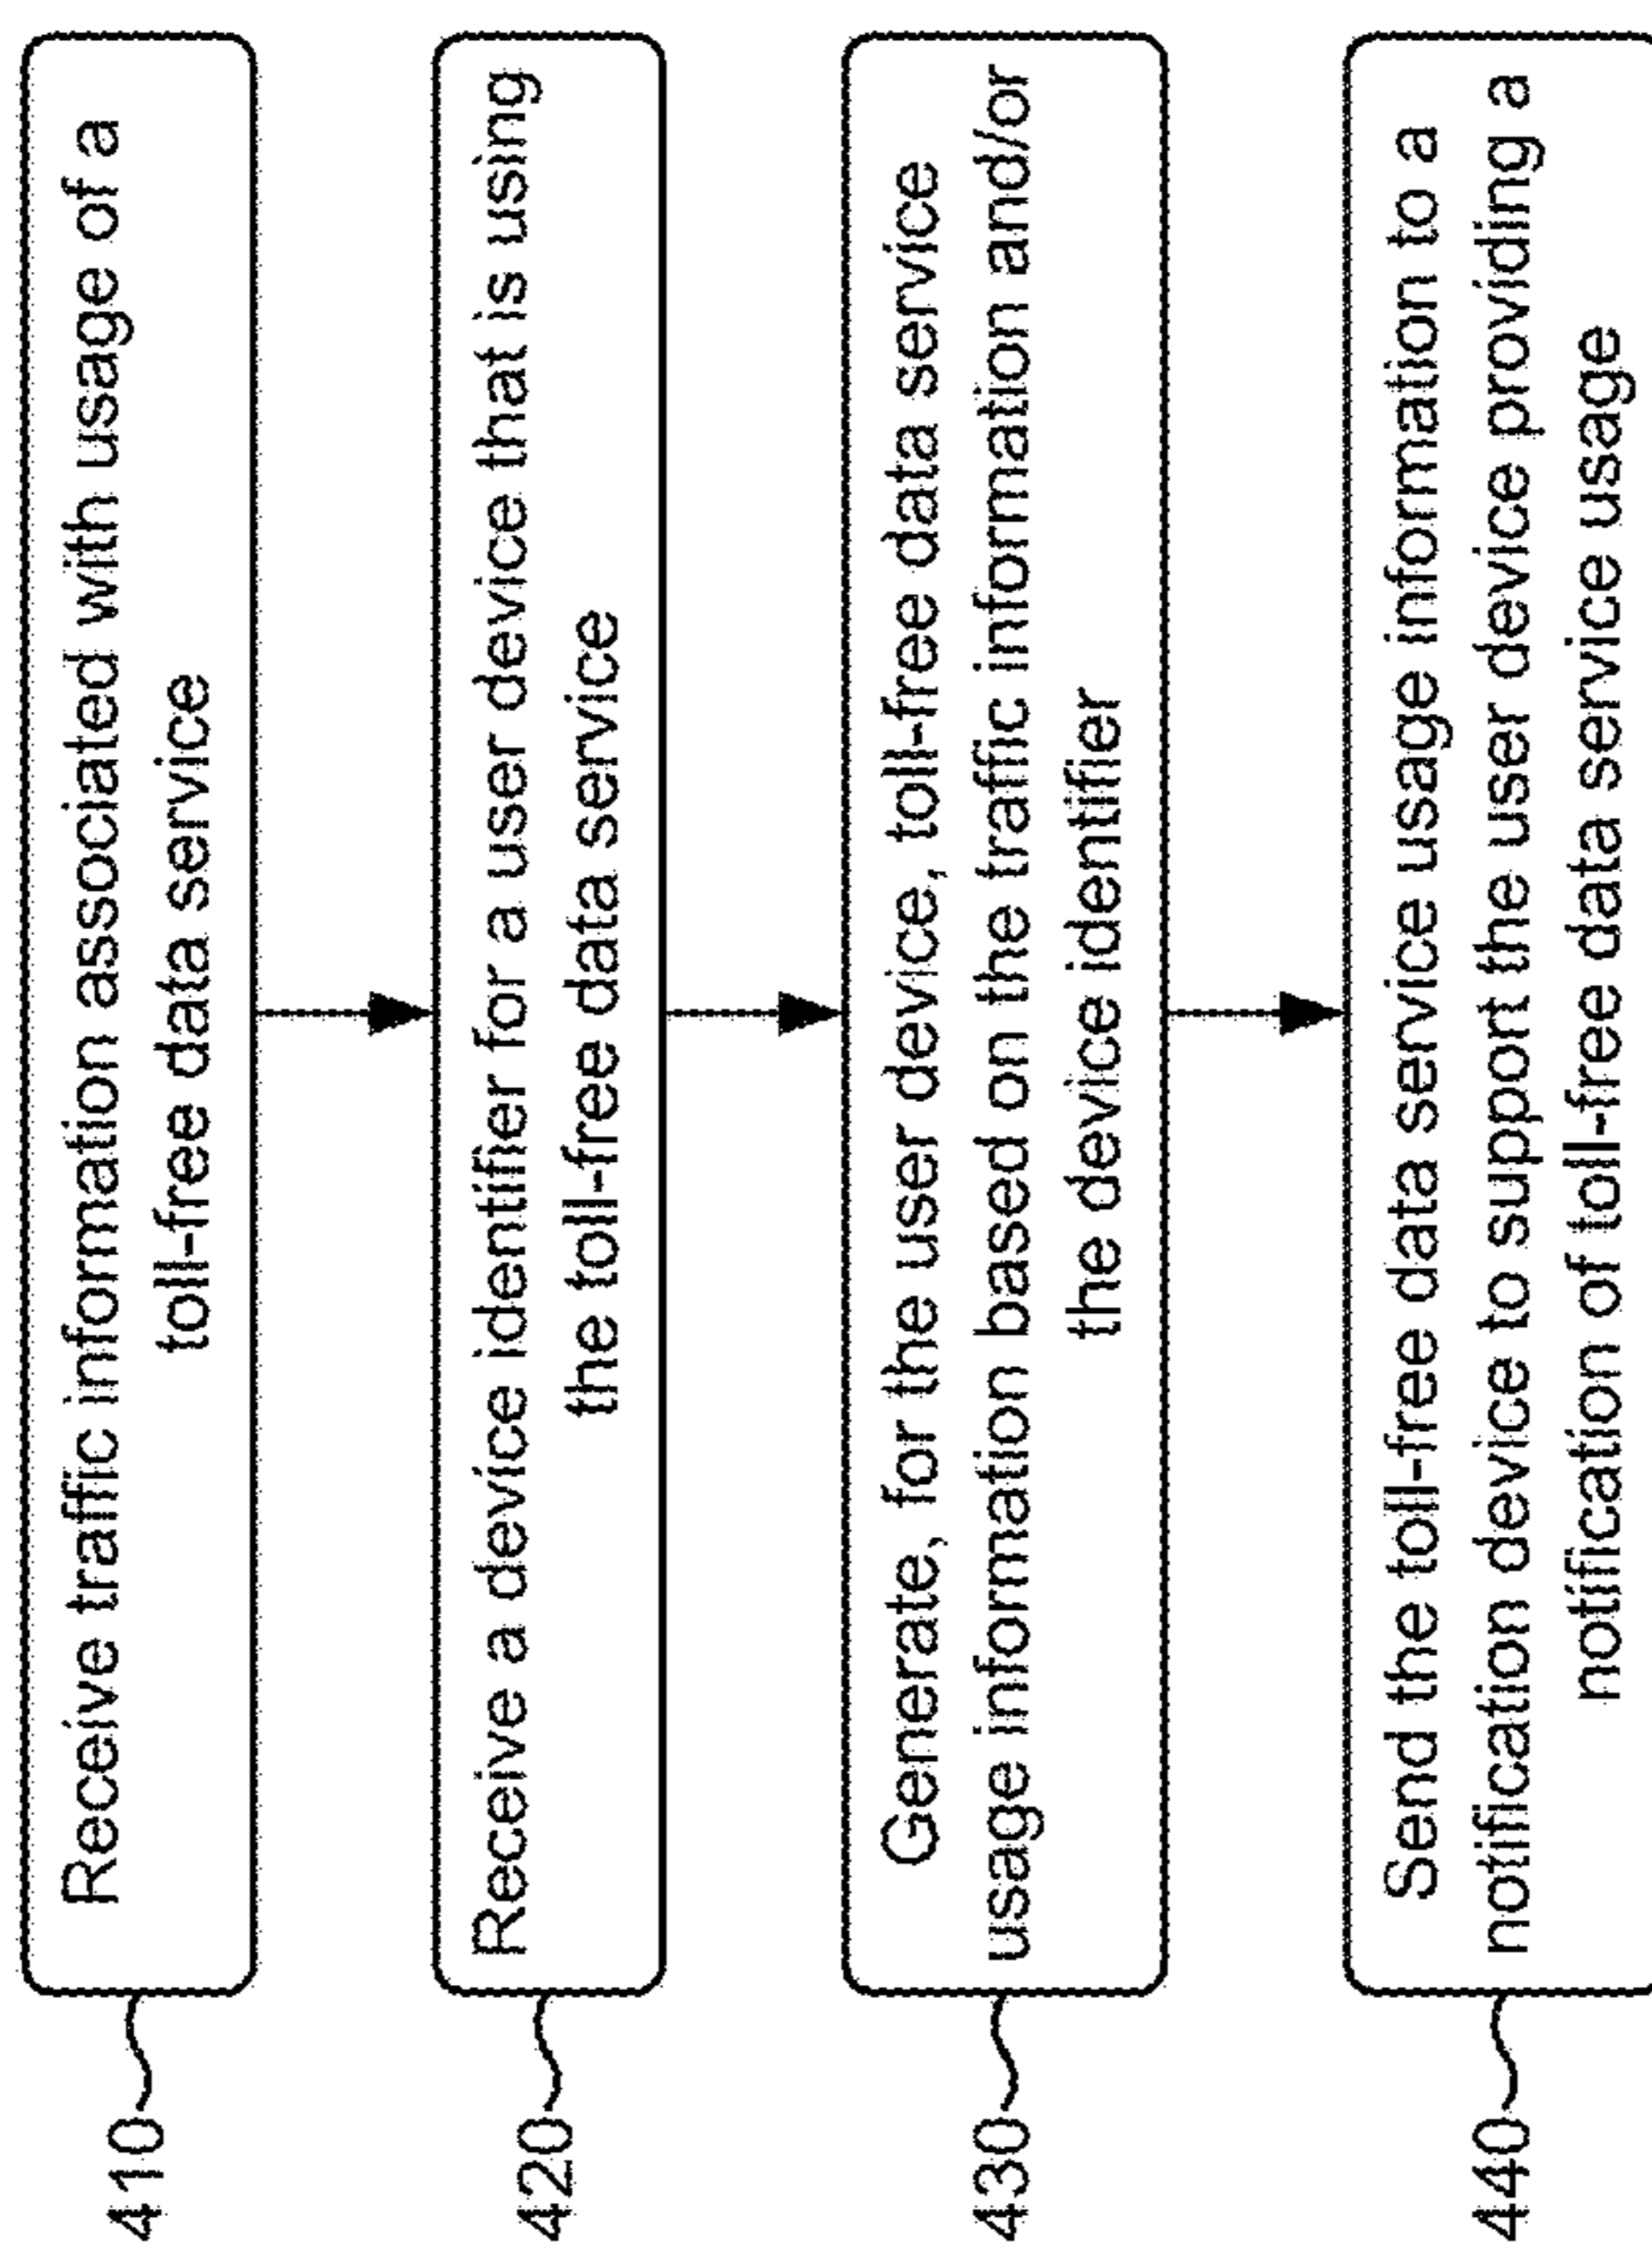 410
Receive traffic information associated with usage of a
toll-free data service
420
Receive a device identifier for a user device that is using
the toll-free data service
430
Generate, for the user device, toll-free data service
usage information based on the traffic information and/or
the device identifier
440
Send the toll-free data service usage information to a
notification device to support the user device providing a
notification of toll-free data service usage